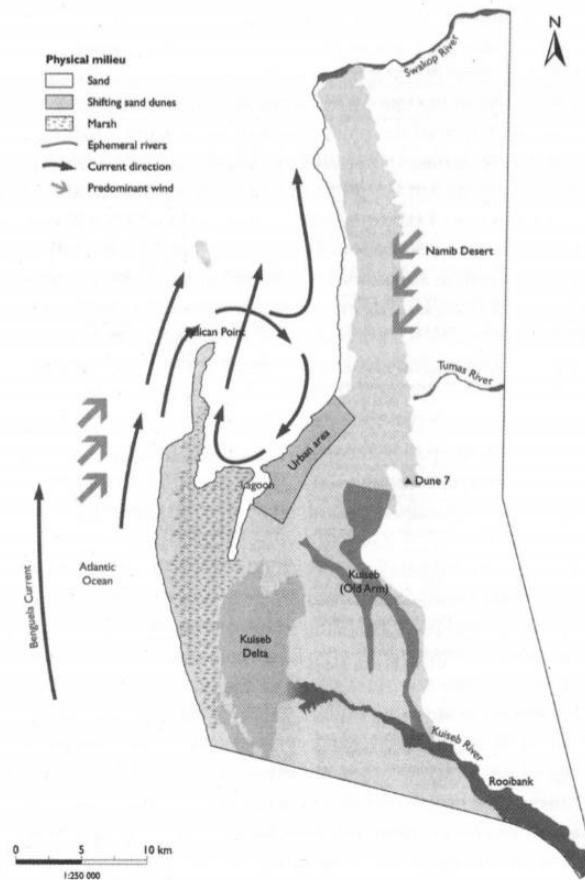 N
Swakop River
Physical milieu
Sand
Shifting sand dunes
Marsh
Ephemeral rivers
Current direction
Predominant wind
Namib Desert
Pelican Point
Tumas River
Urban area
Lagoon
Dune 7
Atlantic
Ocean
Benguela Current
Kuiseb
(Old Arm)
Kuiseb
Delta
Kuiseb River
Rooibank
0 5 10 km
1:250 000